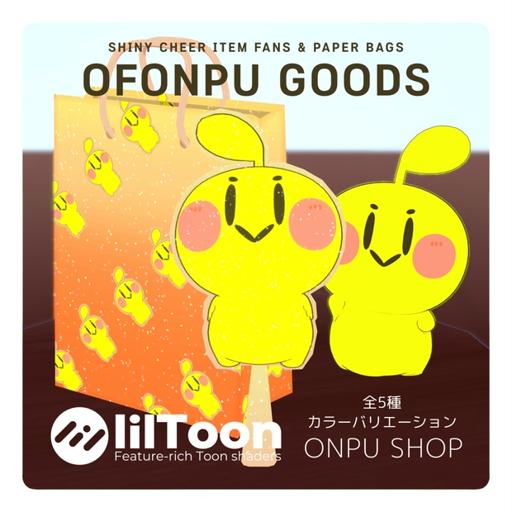 SHINY CHEER ITEM FANS & PAPER BAGS
OFONPU GOODS
lilToon
Feature-rich Toon shaders
全5種
カラーバリエーション
ONPU SHOP